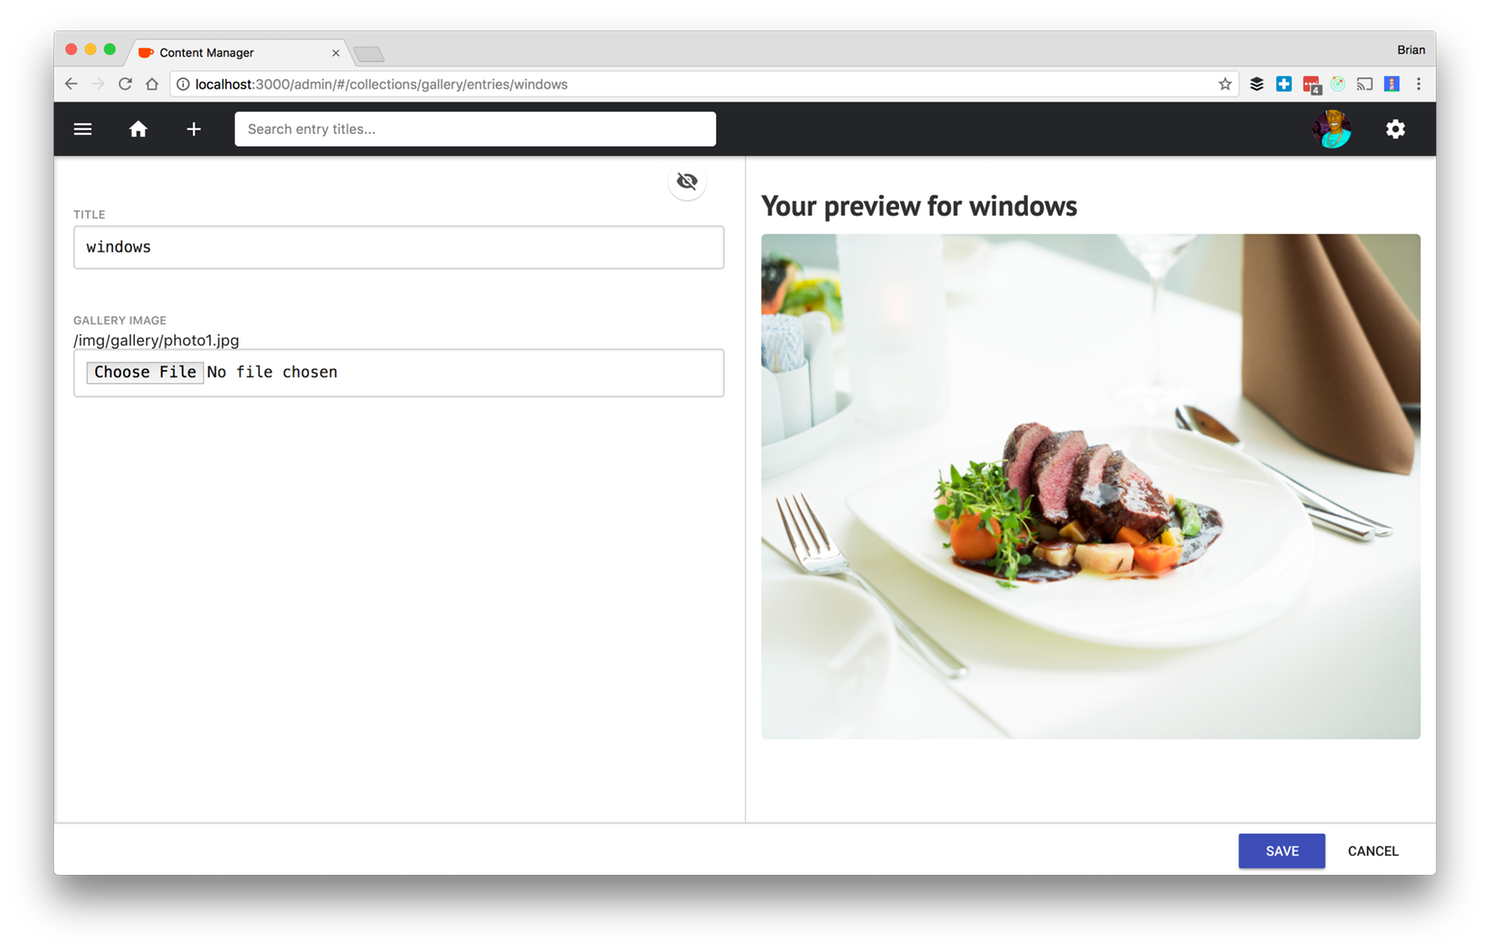 Content Manager
Brian
localhost:3000/admin/#/collections/gallery/entries/windows
4
Search entry titles...
TITLE
windows
GALLERY IMAGE
/img/gallery/photo1.jpg
Choose File No file chosen
Your preview for windows
SAVE
CANCEL